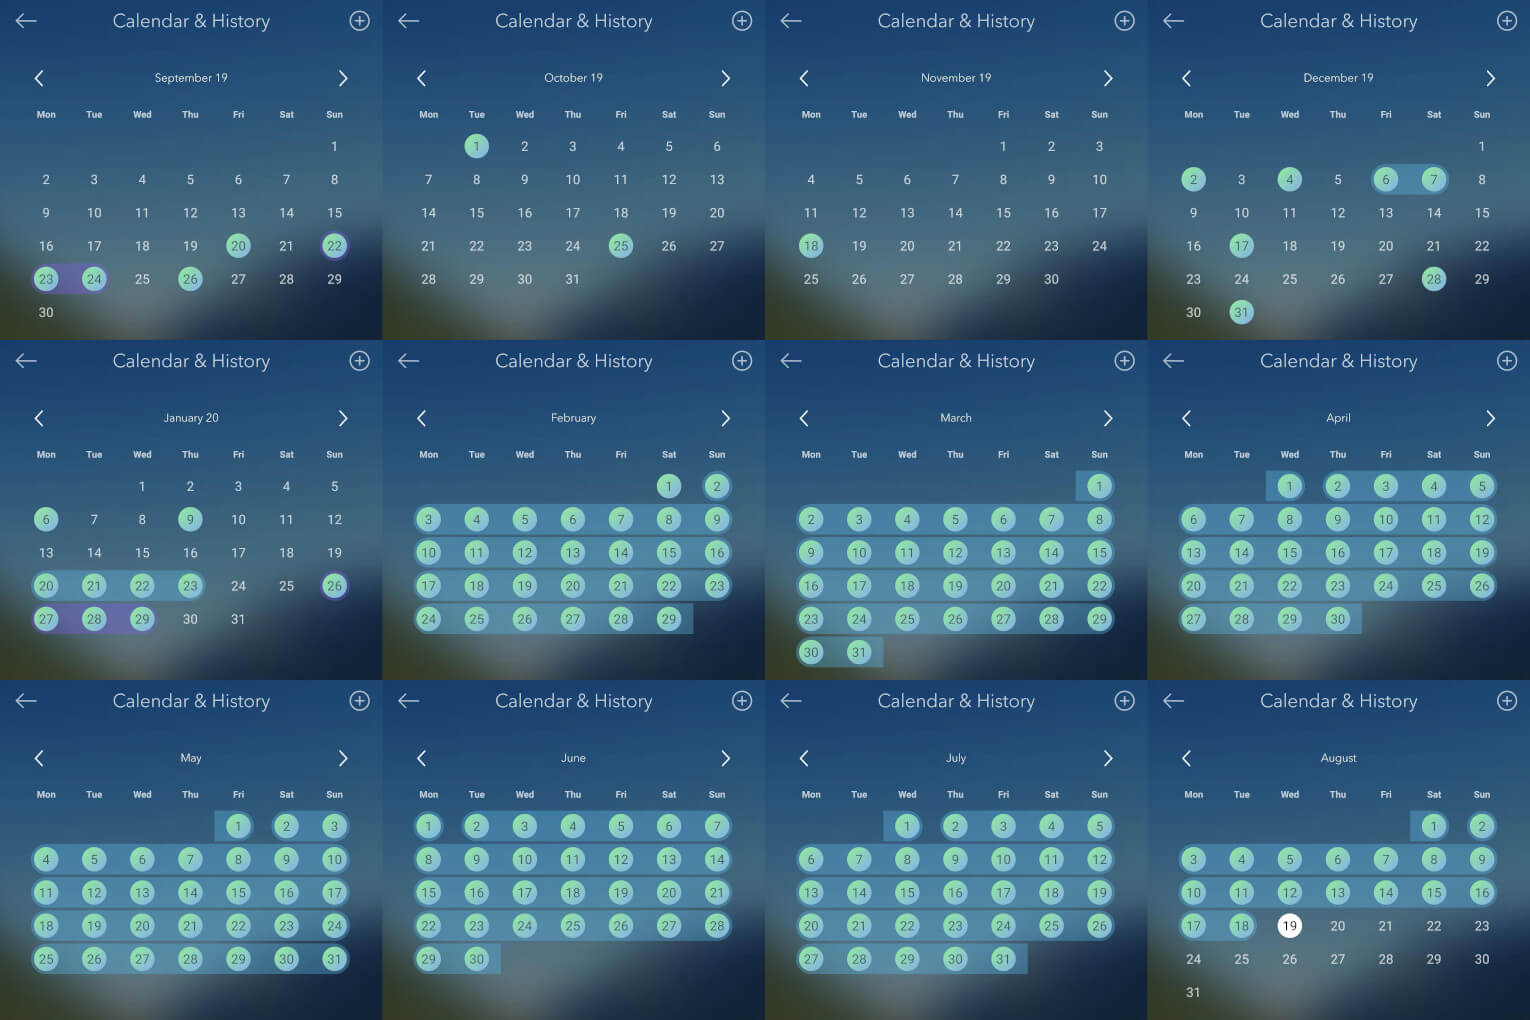 Calendar & History
September 19
Mon Tue Wed Thu Fri Sat Sun
1
2 3 4 5 6 7 8
9 10 11 12 13 14 15
16 17 18 19 20 21 22
23 24 25 26 27 28 29
30
Calendar & History
October 19
Mon Tue Wed Thu Fri Sat Sun
1 2 3 4 5 6
7 8 9 10 11 12 13
14 15 16 17 18 19 20
21 22 23 24 25 26 27
28 29 30 31
Calendar & History
November 19
Mon Tue Wed Thu Fri Sat Sun
1 2 3
4 5 6 7 8 9 10
11 12 13 14 15 16 17
18 19 20 21 22 23 24
25 26 27 28 29 30
Calendar & History
December 19
Mon Tue Wed Thu Fri Sat Sun
1
2 3 4 5 6 7 8
9 10 11 12 13 14 15
16 17 18 19 20 21 22
23 24 25 26 27 28 29
30 31
Calendar & History
January 20
Mon Tue Wed Thu Fri Sat Sun
1 2 3 4 5
6 7 8 9 10 11 12
13 14 15 16 17 18 19
20 21 22 23 24 25 26
27 28 29 30 31
Calendar & History
February
Mon Tue Wed Thu Fri Sat Sun
1 2
3 4 5 6 7 8 9
10 11 12 13 14 15 16
17 18 19 20 21 22 23
24 25 26 27 28 29
Calendar & History
March
Mon Tue Wed Thu Fri Sat Sun
1
2 3 4 5 6 7 8
9 10 11 12 13 14 15
16 17 18 19 20 21 22
23 24 25 26 27 28 29
30 31
Calendar & History
April
Mon Tue Wed Thu Fri Sat Sun
1 2 3 4 5
6 7 8 9 10 11 12
13 14 15 16 17 18 19
20 21 22 23 24 25 26
27 28 29 30
Calendar & History
May
Mon Tue Wed Thu Fri Sat Sun
1 2 3
4 5 6 7 8 9 10
11 12 13 14 15 16 17
18 19 20 21 22 23 24
25 26 27 28 29 30 31
Calendar & History
June
Mon Tue Wed Thu Fri Sat Sun
1 2 3 4 5 6 7
8 9 10 11 12 13 14
15 16 17 18 19 20 21
22 23 24 25 26 27 28
29 30
Calendar & History
July
Mon Tue Wed Thu Fri Sat Sun
1 2 3 4 5
6 7 8 9 10 11 12
13 14 15 16 17 18 19
20 21 22 23 24 25 26
27 28 29 30 31
Calendar & History
August
Mon Tue Wed Thu Fri Sat Sun
1 2
3 4 5 6 7 8 9
10 11 12 13 14 15 16
17 18 19 20 21 22 23
24 25 26 27 28 29 30
31